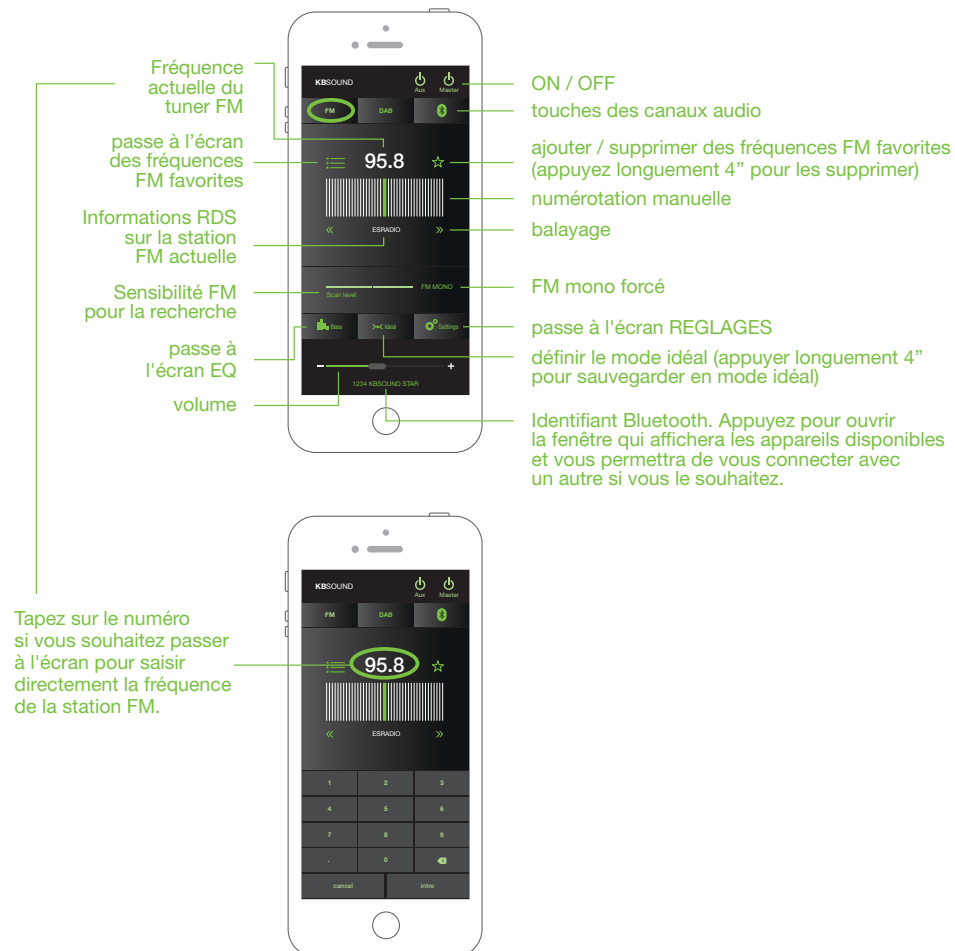 Fréquence
actuelle du
tuner FM
passe à l'écran
des fréquences
FM favorites
Informations RDS
sur la station
FM actuelle
Sensibilité FM
pour la recherche
passe à
l'écran EQ
volume
KBSOUND
Aux
Master
FM
DAB
95.8
ESRADIO
Scan level
FM MONO
Bass
Ideal
Settings
-
+
1234 KBSOUND STAR
ON / OFF
touches des canaux audio
ajouter / supprimer des fréquences FM favorites
(appuyez longuement 4” pour les supprimer)
numérotation manuelle
balayage
FM mono forcé
passe à l'écran REGLAGES
définir le mode idéal (appuyer longuement 4”
pour sauvegarder en mode idéal)
Identifiant Bluetooth. Appuyez pour ouvrir
la fenêtre qui affichera les appareils disponibles
et vous permettra de vous connecter avec
un autre si vous le souhaitez.
Tapez sur le numéro
si vous souhaitez passer
à l'écran pour saisir
directement la fréquence
de la station FM.
KBSOUND
Aux
Master
FM
DAB
95.8
ESRADIO
1 2 3
4 5 6
7 8 9
. 0
cancel
intro